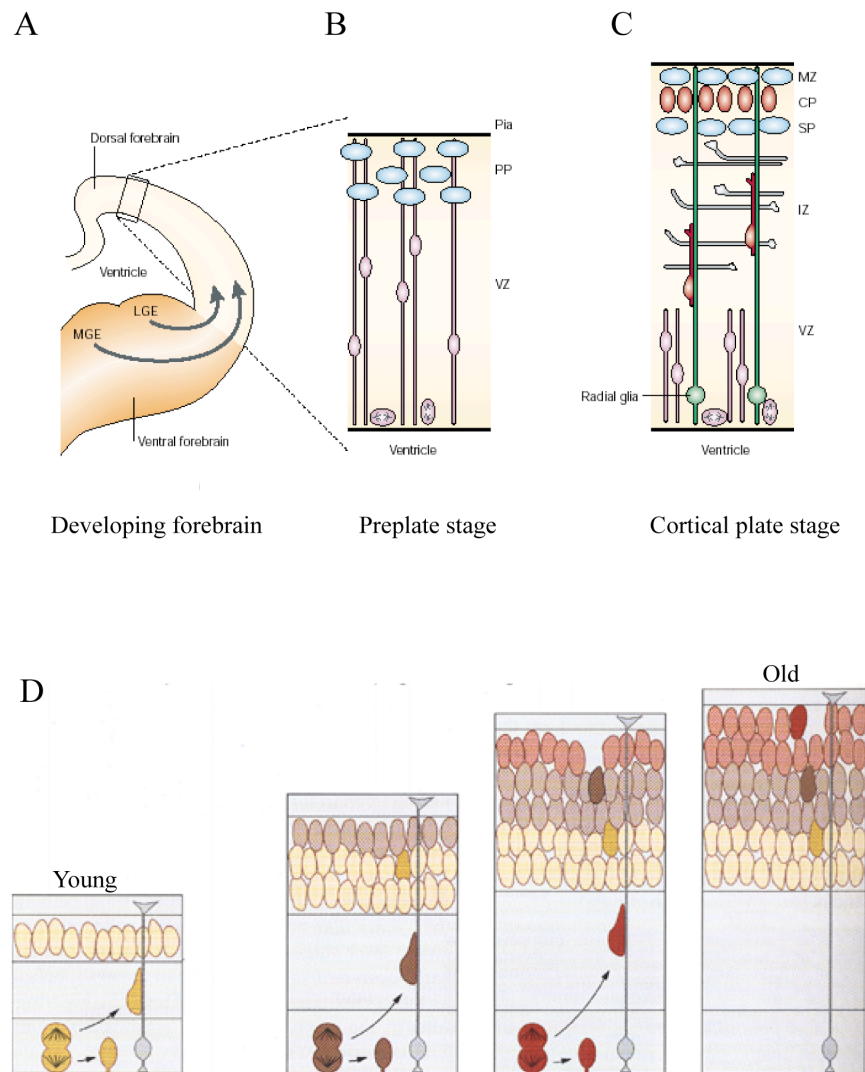 A
B
C
Dorsal forebrain
Ventricle
LGE
MGE
Ventral forebrain
Pia
PP
VZ
Ventricle
MZ
CP
SP
IZ
VZ
Radial glia
Ventricle
Developing forebrain
Preplate stage
Cortical plate stage
D
Young
Old